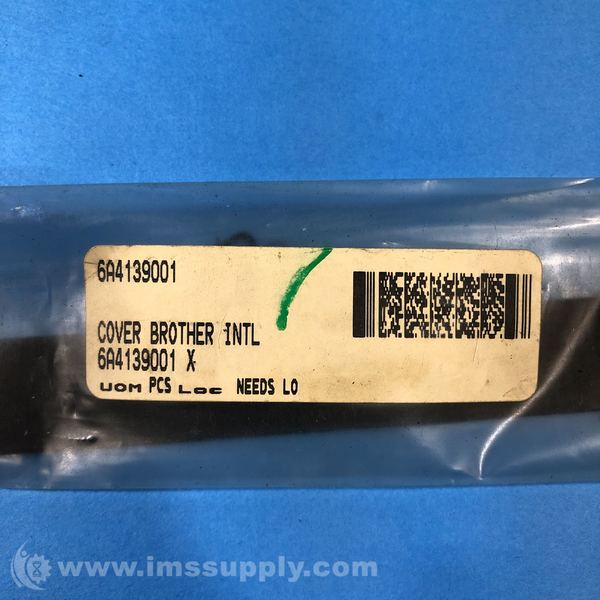 6A4139001
COVER BROTHER INTL
6A4139001 X
UOM PCS Loc NEEDS LO
www.imssupply.com